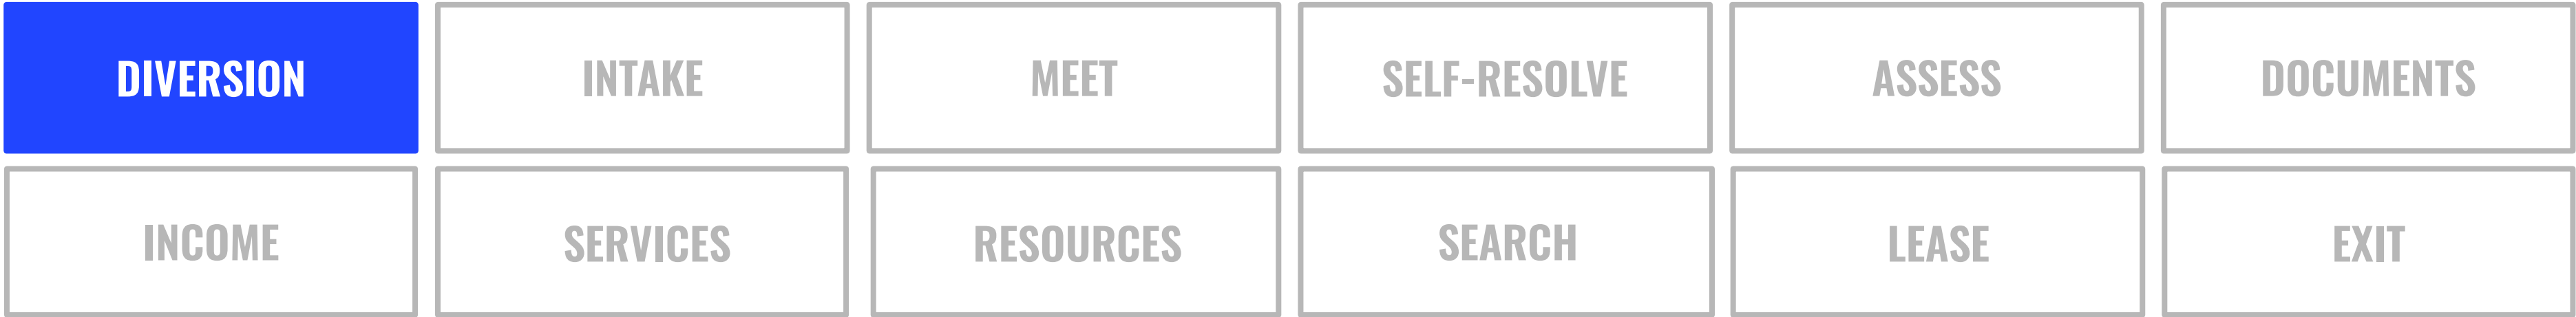 DIVERSION
INTAKE
MEET
SELF-RESOLVE
ASSESS
DOCUMENTS
INCOME
SERVICES
RESOURCES
SEARCH
LEASE
EXIT